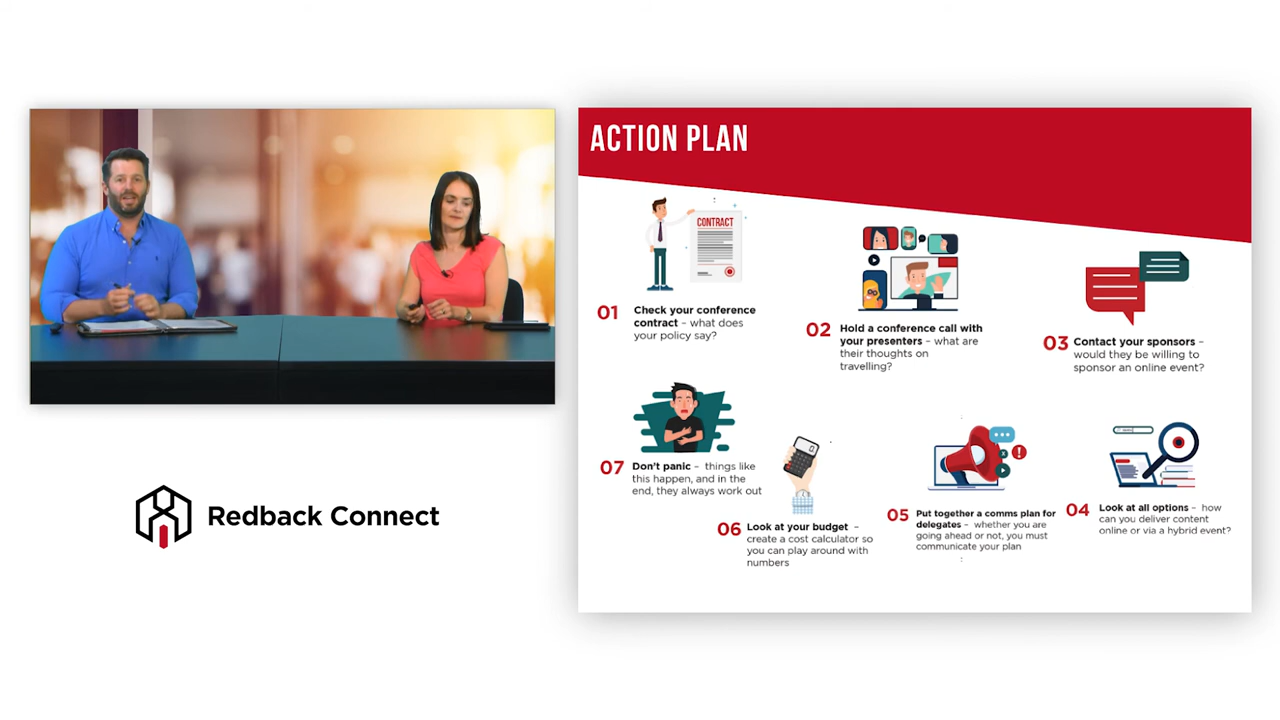 ACTION PLAN
CONTRACT
01
Check your conference
contract – what does
your policy say?
02
Hold a conference call with
your presenters – what are
their thoughts on
travelling?
03
Contact your sponsors –
would they be willing to
sponsor an online event?
04
Look at all options – how
can you deliver content
online or via a hybrid event?
05
Put together a comms plan for
delegates – whether you are
going ahead or not, you must
communicate your plan
06
Look at your budget –
create a cost calculator so
you can play around with
numbers
07
Don't panic – things like
this happen, and in the
end, they always work out
Redback Connect